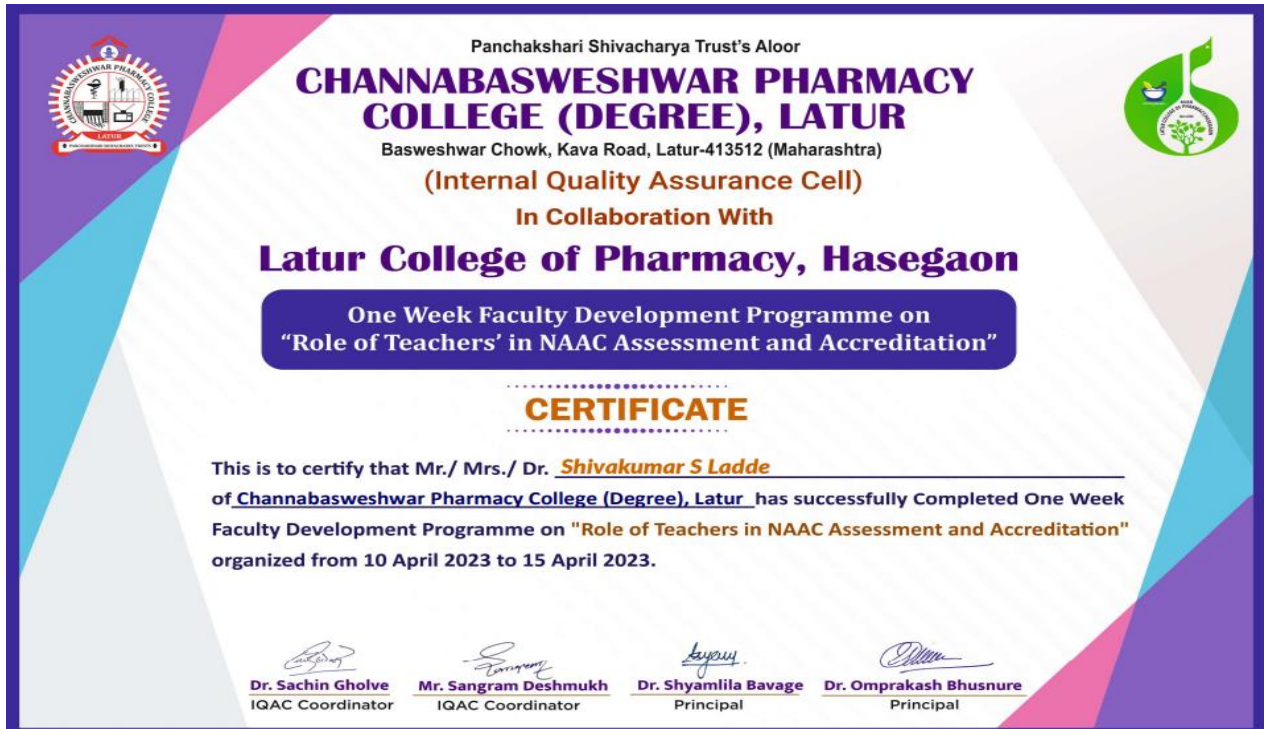 Panchakshari Shivacharya Trust's Aloor
CHANNABASWESHWAR PHARMACY
COLLEGE (DEGREE), LATUR
Basweshwar Chowk, Kava Road, Latur-413512 (Maharashtra)
(Internal Quality Assurance Cell)
In Collaboration With
Latur College of Pharmacy, Hasegaon
One Week Faculty Development Programme on
“Role of Teachers’ in NAAC Assessment and Accreditation”
CERTIFICATE
This is to certify that Mr./ Mrs./ Dr. Shivakumar S Ladde
of Channabasweshwar Pharmacy College (Degree), Latur has successfully Completed One Week
Faculty Development Programme on "Role of Teachers in NAAC Assessment and Accreditation"
organized from 10 April 2023 to 15 April 2023.
Dr. Sachin Gholve Mr. Sangram Deshmukh Dr. Shyamlila Bavage Dr. Omprakash Bhusnure
IQAC Coordinator IQAC Coordinator Principal Principal
CHANNABASWESHWAR PHARMACY COLLEGE
LATUR